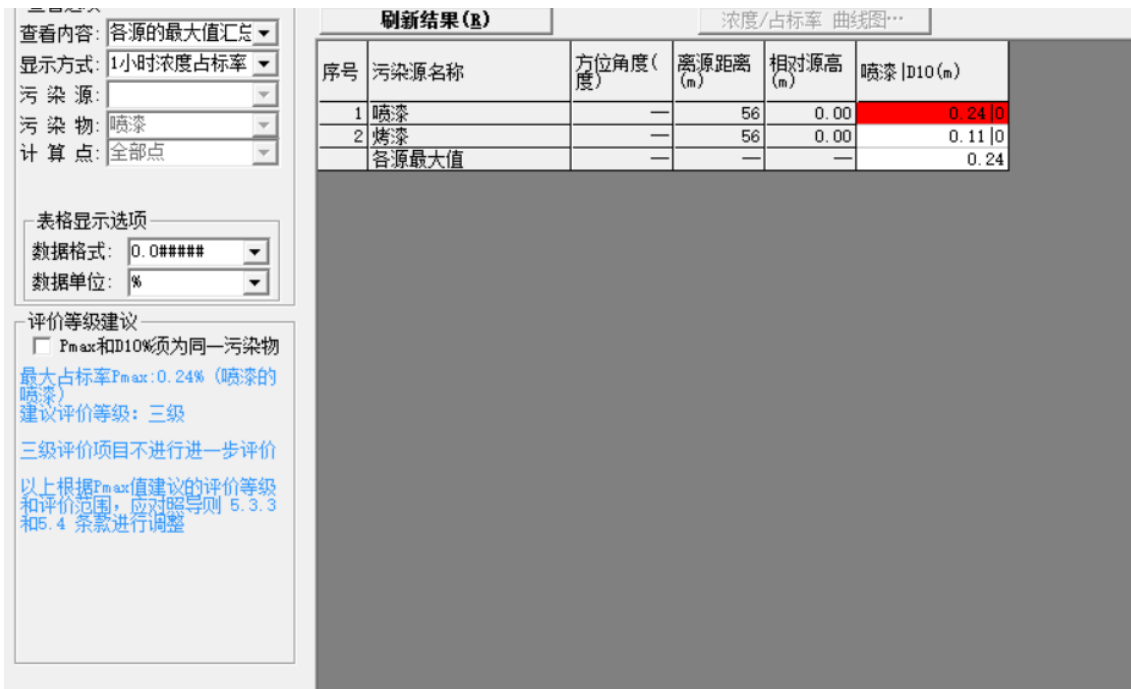 查看内容: 各源的最大值汇总
显示方式: 1小时浓度占标率
污 染 源:
污 染 物: 喷漆
计 算 点: 全部点
表格显示选项
数据格式: 0.0#####
数据单位: %
评价等级建议
Pmax和D10%须为同一污染物
最大占标率Pmax:0.24% (喷漆的
喷漆)
建议评价等级: 三级
三级评价项目不进行进一步评价
以上根据Pmax值建议的评价等级
和评价范围, 应对照导则 5.3.3
和5.4 条款进行调整
刷新结果(R)
浓度/占标率 曲线图…
序号 污染源名称 方位角度(度) 离源距离(m) 相对源高(m) 喷漆|D10(m)
1 喷漆 — 56 0.00 0.24|0
2 烤漆 — 56 0.00 0.11|0
各源最大值 — — — 0.24